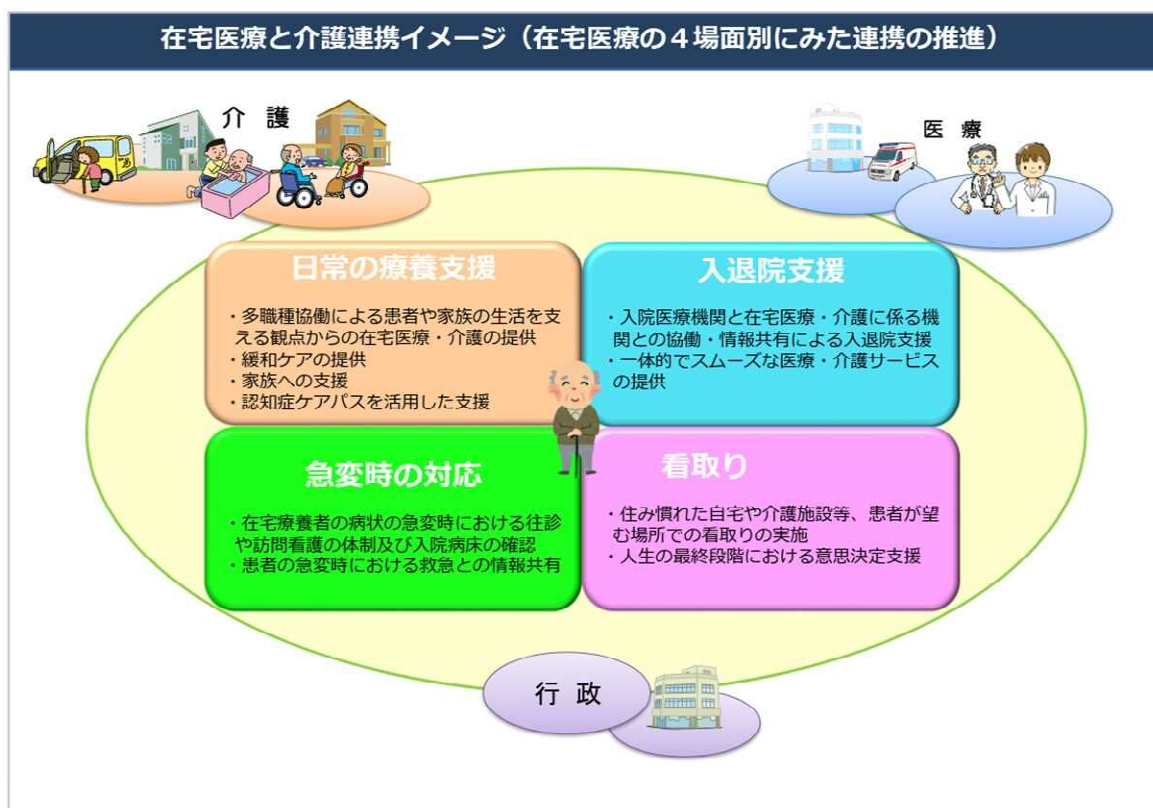 在宅医療と介護連携イメージ（在宅医療の４場面別にみた連携の推進）
介 護
医 療
日常の療養支援
・多職種協働による患者や家族の生活を支
える観点からの在宅医療・介護の提供
・緩和ケアの提供
・家族への支援
・認知症ケアパスを活用した支援
入退院支援
・入院医療機関と在宅医療・介護に係る機
関との協働・情報共有による入退院支援
・一体的でスムーズな医療・介護サービス
の提供
急変時の対応
・在宅療養者の病状の急変時における往診
や訪問看護の体制及び入院病床の確認
・患者の急変時における救急との情報共有
看取り
・住み慣れた自宅や介護施設等、患者が望
む場所での看取りの実施
・人生の最終段階における意思決定支援
行 政